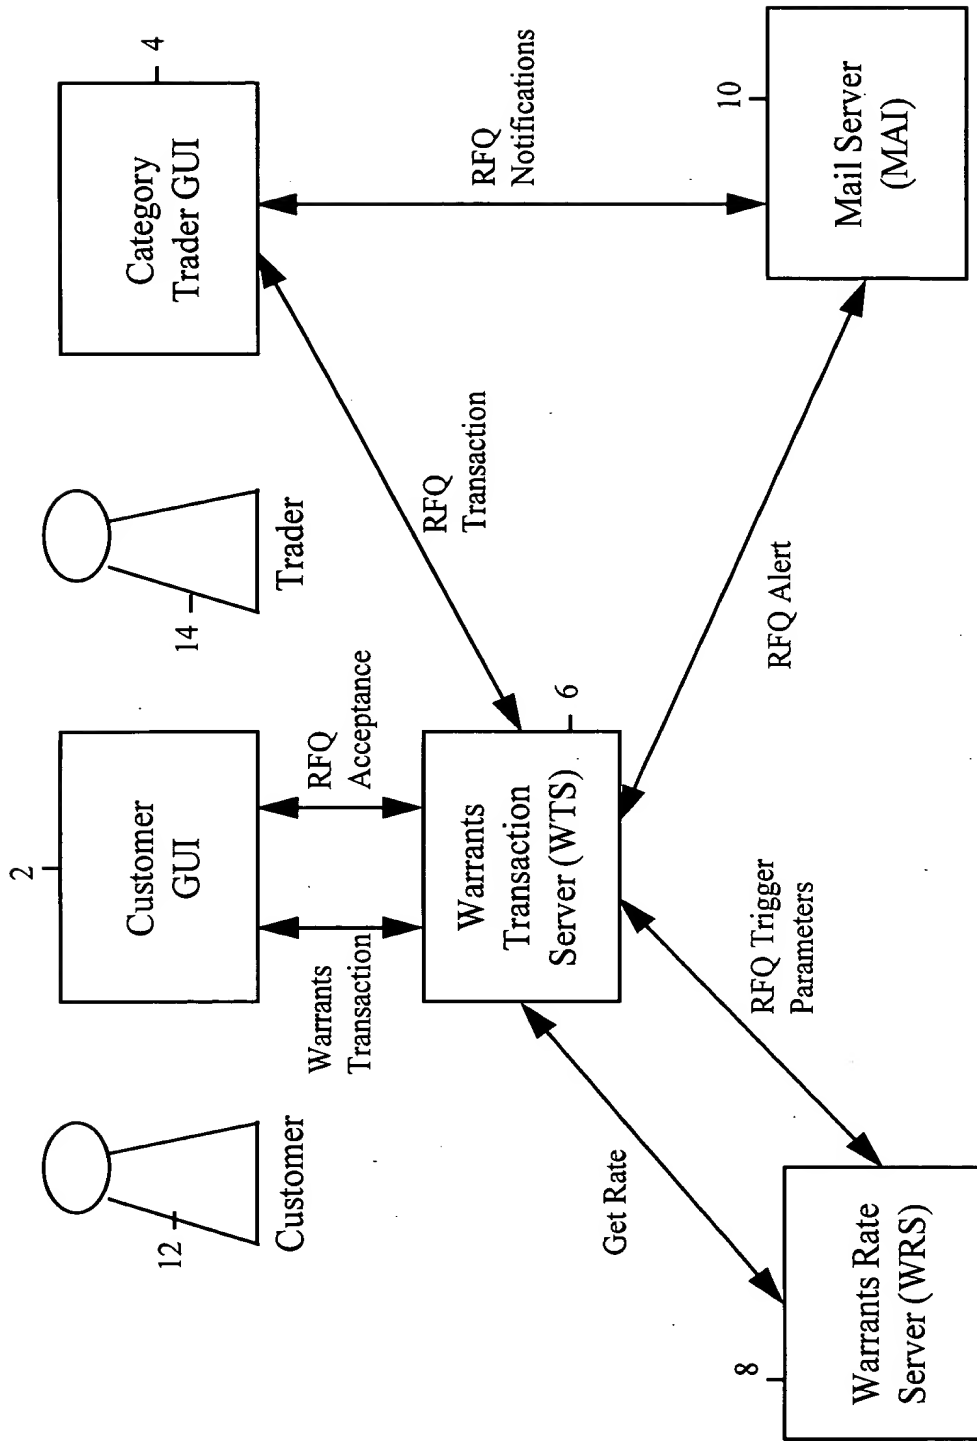 2
4
Customer
GUI
Category
Trader GUI
12
Customer
14
Trader
Warrants
Transaction
RFQ
Acceptance
RFQ
Transaction
RFQ
Notifications
Warrants
Transaction
Server (WTS)
6
10
Get Rate
RFQ Trigger
Parameters
RFQ Alert
8
Warrants Rate
Server (WRS)
Mail Server
(MAI)